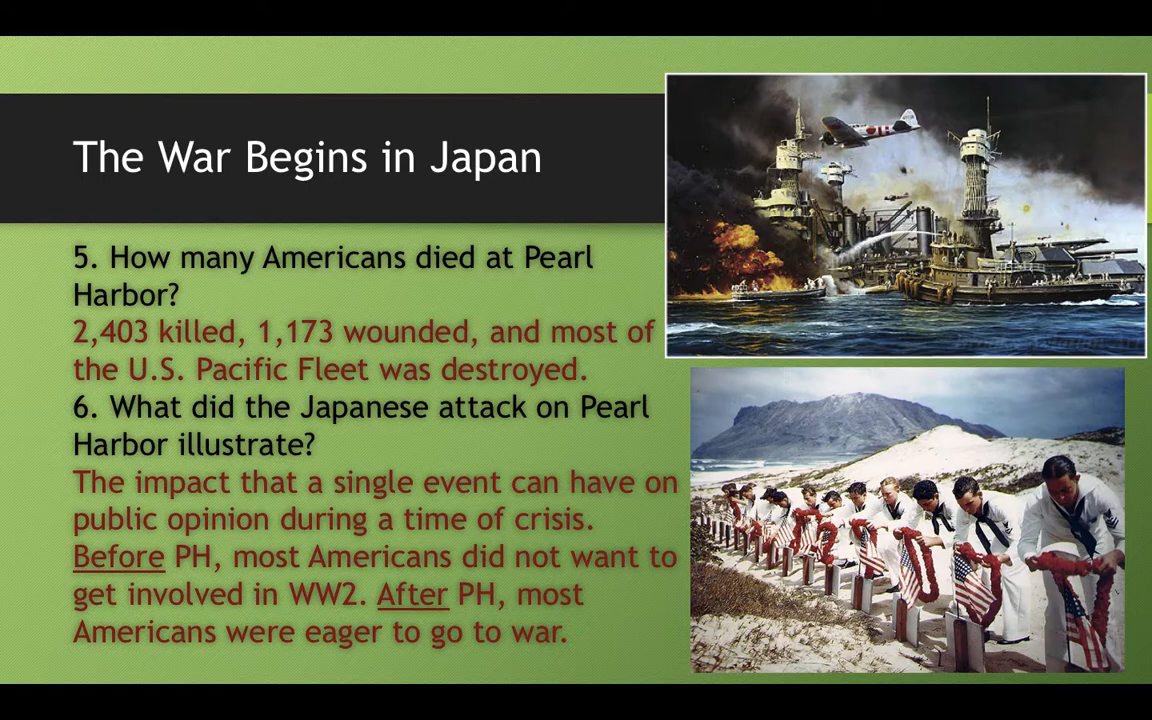 The War Begins in Japan
5. How many Americans died at Pearl
Harbor?
2,403 killed, 1,173 wounded, and most of
the U.S. Pacific Fleet was destroyed.
6. What did the Japanese attack on Pearl
Harbor illustrate?
The impact that a single event can have on
public opinion during a time of crisis.
Before PH, most Americans did not want to
get involved in WW2. After PH, most
Americans were eager to go to war.